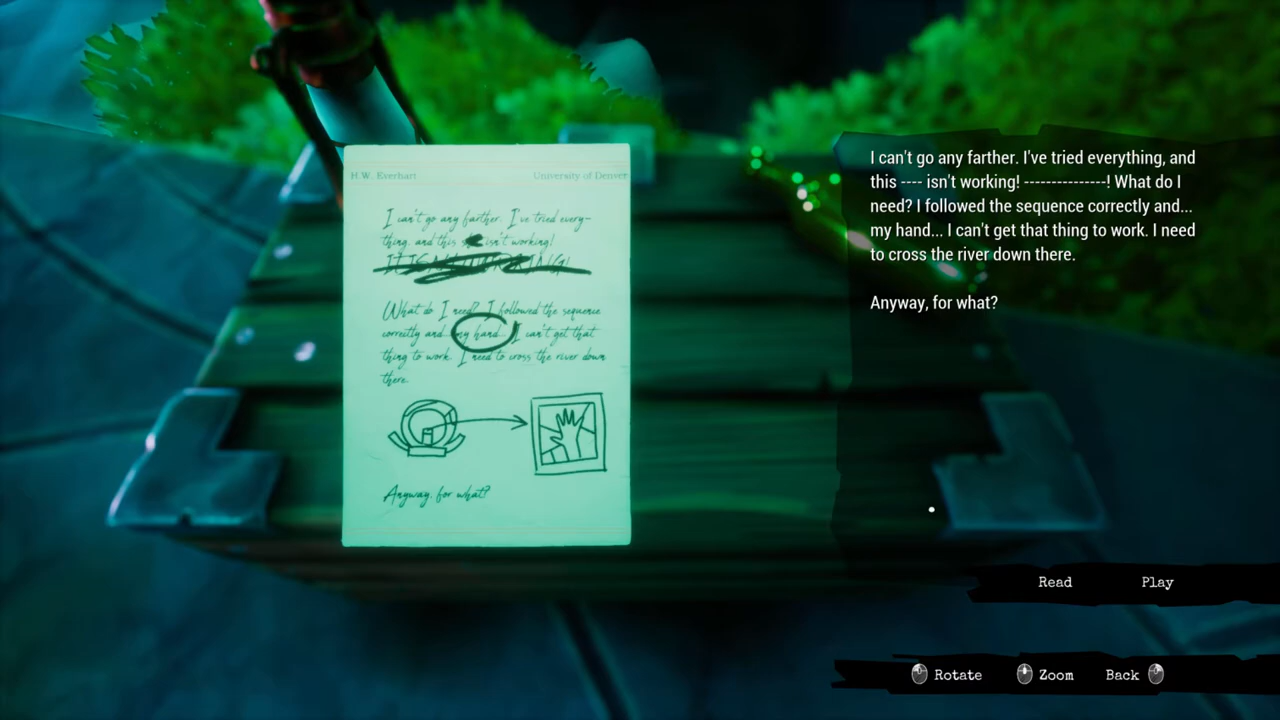 H.W. Everhart University of Denver
I can't go any farther. I've tried every-
thing, and this isn't working!
What do I need? I followed the sequence
correctly and... my hand... I can't get that
thing to work. I need to cross the river down
there.
Anyway, for what?
I can't go any farther. I've tried everything, and
this ---- isn't working! --------------! What do I
need? I followed the sequence correctly and...
my hand... I can't get that thing to work. I need
to cross the river down there.
Anyway, for what?
Read Play
Rotate Zoom Back